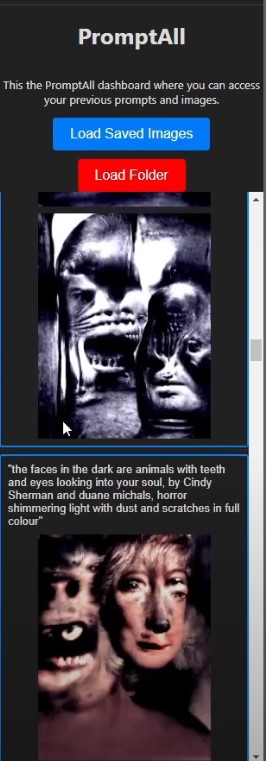 PromptAll
This the PromptAll dashboard where you can access
your previous prompts and images.
Load Saved Images
Load Folder
"the faces in the dark are animals with teeth
and eyes looking into your soul, by Cindy
Sherman and duane michals, horror
shimmering light with dust and scratches in full
colour"